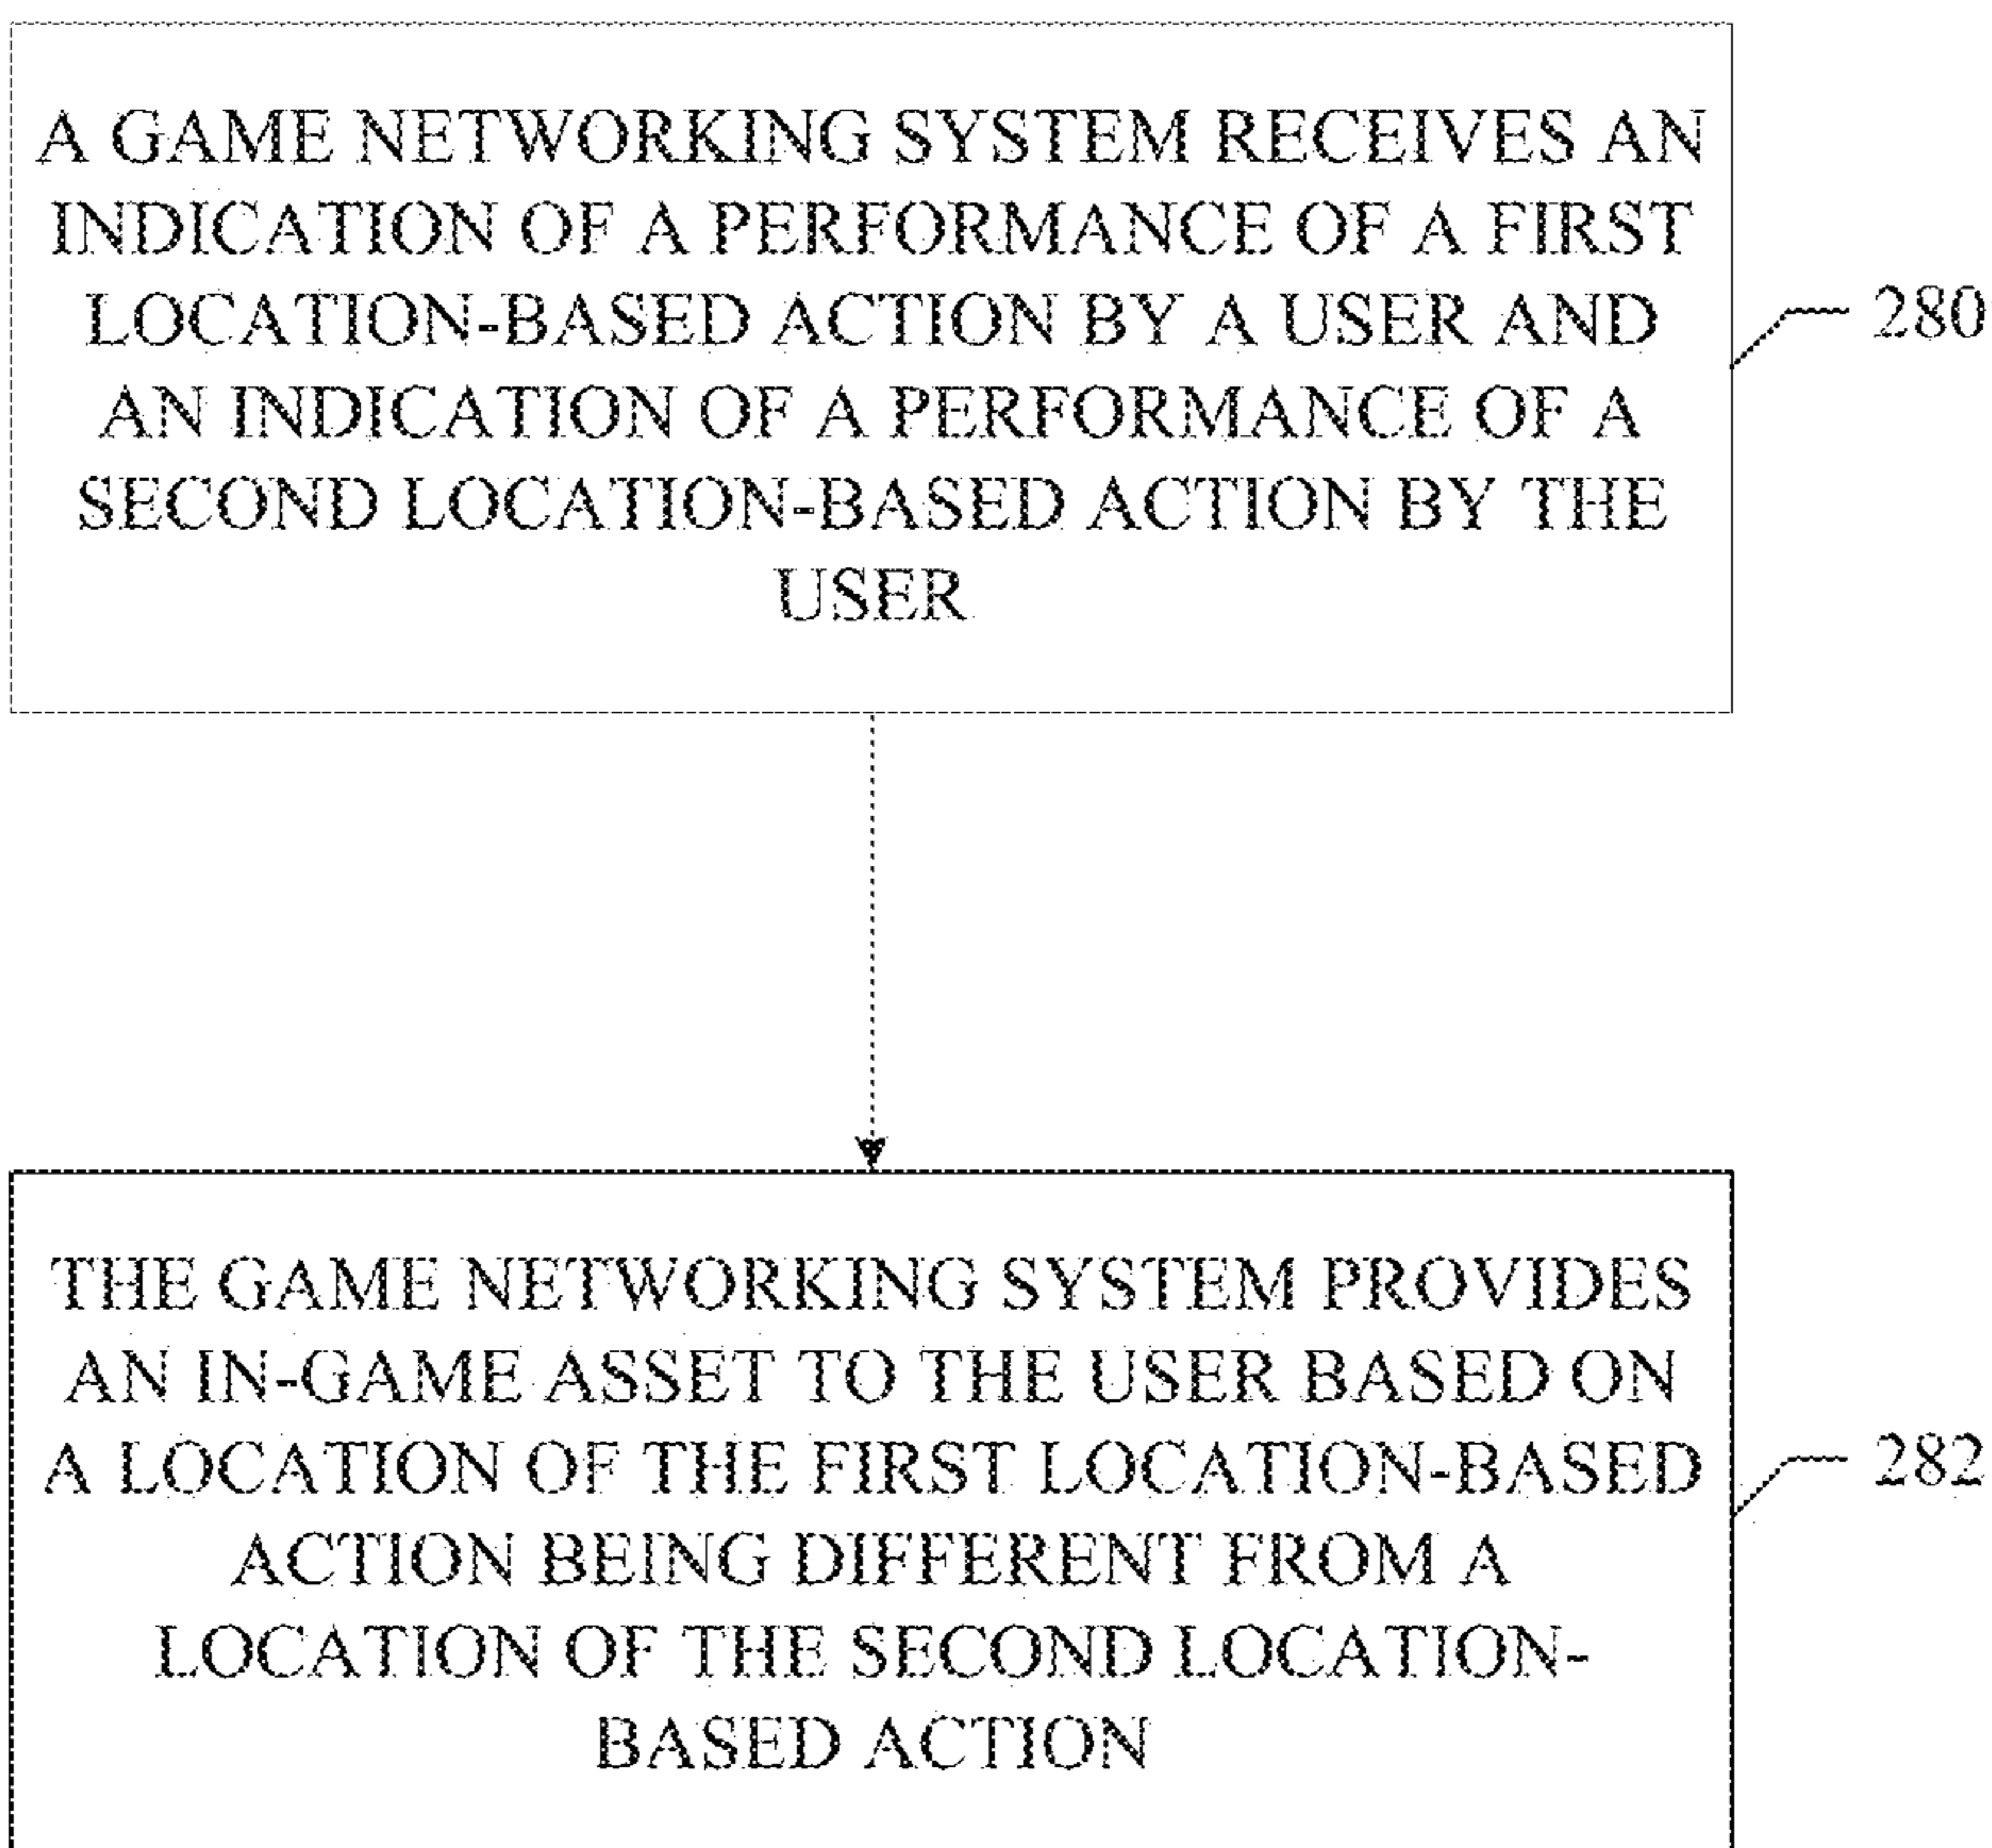 A GAME NETWORKING SYSTEM RECEIVES AN
INDICATION OF A PERFORMANCE OF A FIRST
LOCATION-BASED ACTION BY A USER AND
AN INDICATION OF A PERFORMANCE OF A
SECOND LOCATION-BASED ACTION BY THE
USER
280
THE GAME NETWORKING SYSTEM PROVIDES
AN IN-GAME ASSET TO THE USER BASED ON
A LOCATION OF THE FIRST LOCATION-BASED
ACTION BEING DIFFERENT FROM A
LOCATION OF THE SECOND LOCATION-
BASED ACTION
282